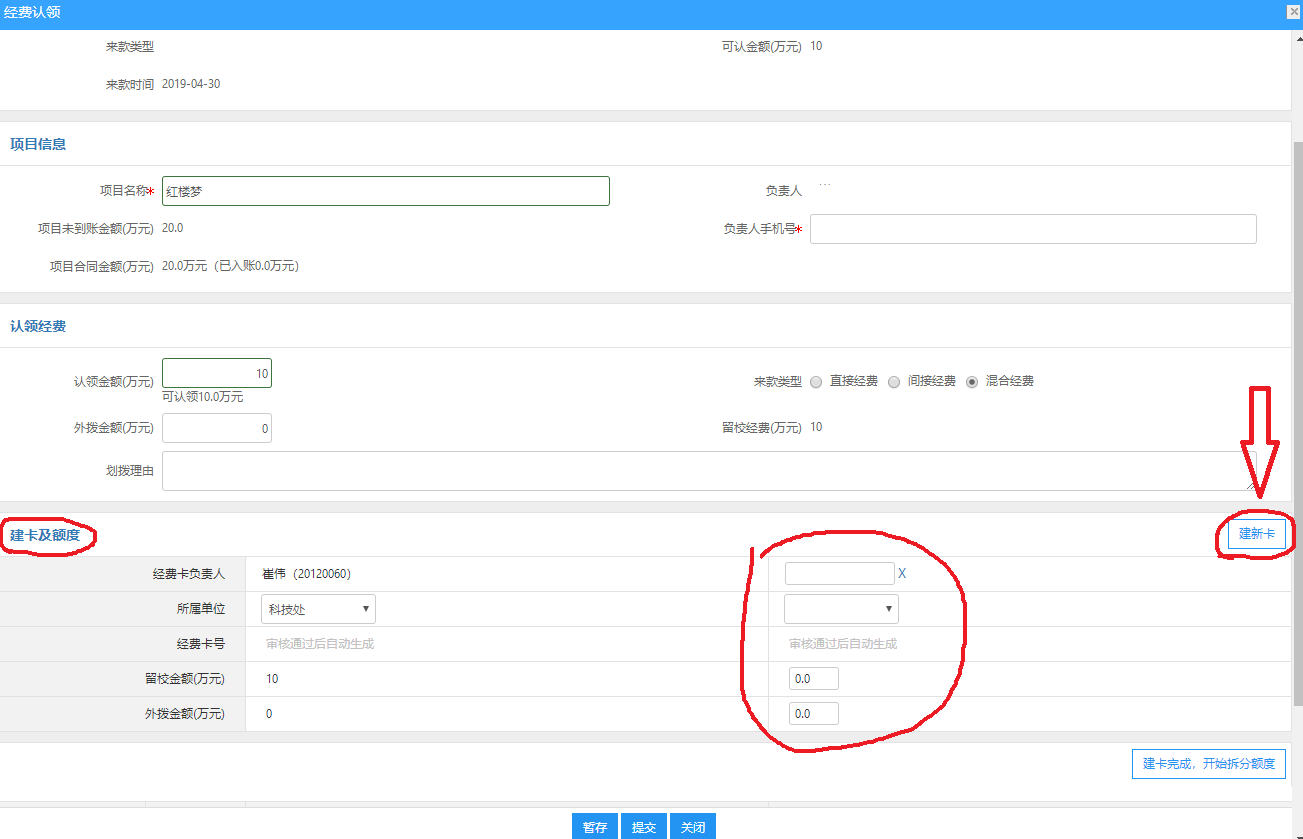 经费认领
来款类型 可认金额(万元) 10
来款时间 2019-04-30
项目信息
项目名称* 红楼梦 负责人 ...
项目未到账金额(万元) 20.0 负责人手机号*
项目合同金额(万元) 20.0万元（已入账0.0万元）
认领经费
认领金额(万元) 10 来款类型 直接经费 间接经费 混合经费
可认领10.0万元
外拨金额(万元) 0 留校经费(万元) 10
划拨理由
建卡及额度 建新卡
经费卡负责人 崔伟（20120060） X
所属单位 科技处
经费卡号 审核通过后自动生成 审核通过后自动生成
留校金额(万元) 10 0.0
外拨金额(万元) 0 0.0
建卡完成，开始拆分额度
暂存 提交 关闭